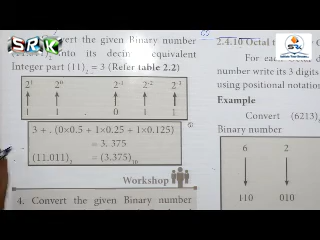 SRK
vert the given Binary number
into its decim equivalent
Integer part (11)₂ = 3 (Refer table 2.2)
2¹ 2⁰ 2⁻¹ 2⁻² 2⁻³
1 1 0 1 1
3 + . (0×0.5 + 1×0.25 + 1×0.125)
= 3. 375
(11.011)₂ = (3.375)₁₀
Workshop
4. Convert the given Binary number
2.4.10 Octal t
For each
number write its 3 digits
using positional notatio
Example
Convert (6213)
Binary number
6 2
110 010